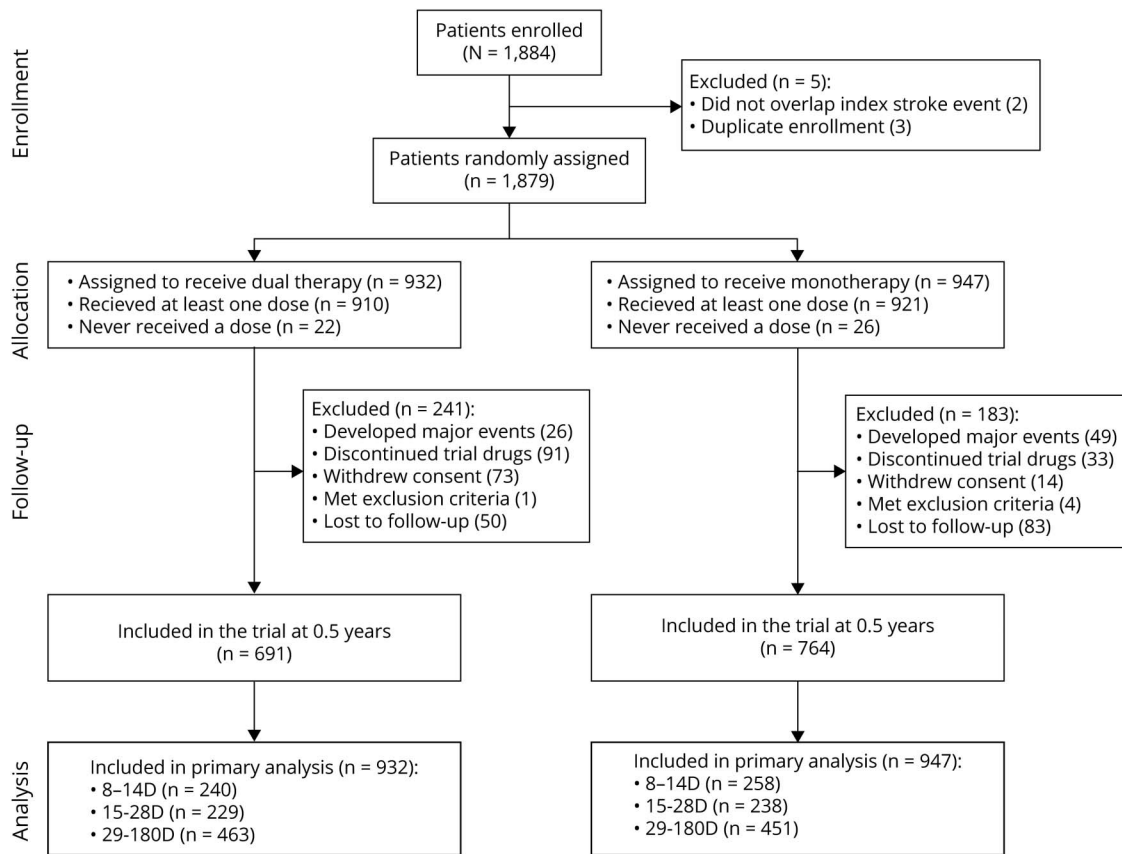 Enrollment
Patients enrolled
(N = 1,884)
Excluded (n = 5):
• Did not overlap index stroke event (2)
• Duplicate enrollment (3)
Patients randomly assigned
(n = 1,879)
Allocation
• Assigned to receive dual therapy (n = 932)
• Recieved at least one dose (n = 910)
• Never received a dose (n = 22)
• Assigned to receive monotherapy (n = 947)
• Recieved at least one dose (n = 921)
• Never received a dose (n = 26)
Follow-up
Excluded (n = 241):
• Developed major events (26)
• Discontinued trial drugs (91)
• Withdrew consent (73)
• Met exclusion criteria (1)
• Lost to follow-up (50)
Excluded (n = 183):
• Developed major events (49)
• Discontinued trial drugs (33)
• Withdrew consent (14)
• Met exclusion criteria (4)
• Lost to follow-up (83)
Included in the trial at 0.5 years
(n = 691)
Included in the trial at 0.5 years
(n = 764)
Analysis
Included in primary analysis (n = 932):
• 8–14D (n = 240)
• 15-28D (n = 229)
• 29-180D (n = 463)
Included in primary analysis (n = 947):
• 8–14D (n = 258)
• 15-28D (n = 238)
• 29-180D (n = 451)